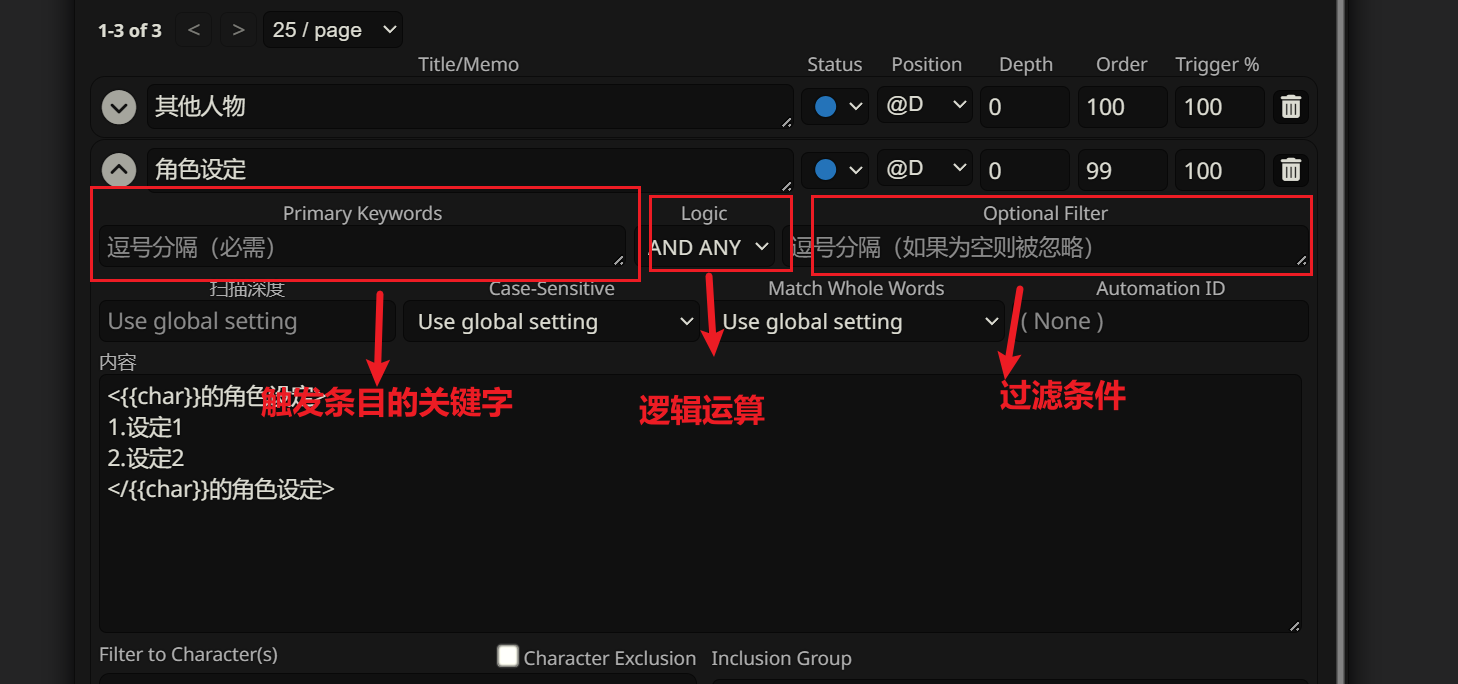 1-3 of 3 < > 25 / page
Title/Memo Status Position Depth Order Trigger %
其他人物 @D 0 100 100
角色设定 @D 0 99 100
Primary Keywords Logic Optional Filter
逗号分隔（必需） AND ANY 逗号分隔（如果为空则被忽略）
扫描深度 Case-Sensitive Match Whole Words Automation ID
Use global setting Use global setting Use global setting ( None )
内容
<{{char}}的角色设定>
触发条目的关键字 逻辑运算 过滤条件
1.设定1
2.设定2
</{{char}}的角色设定>
Filter to Character(s) Character Exclusion Inclusion Group